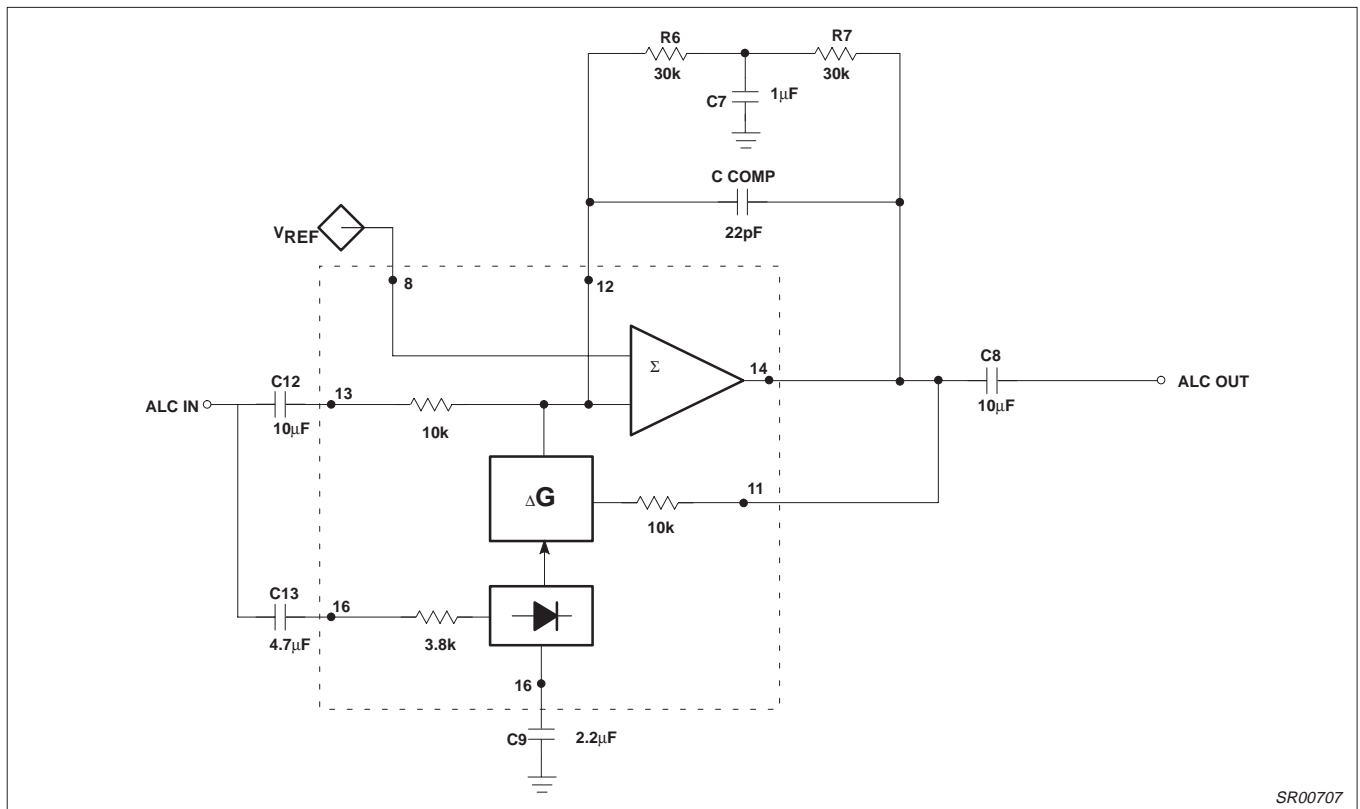 R6
30k
R7
30k
C7
1µF
C COMP
22pF
VREF
8
12
Σ
14
C8
10µF
ALC OUT
ALC IN
C12
10µF
13
10k
ΔG
11
10k
C13
4.7µF
16
3.8k
16
C9
2.2µF
SR00707